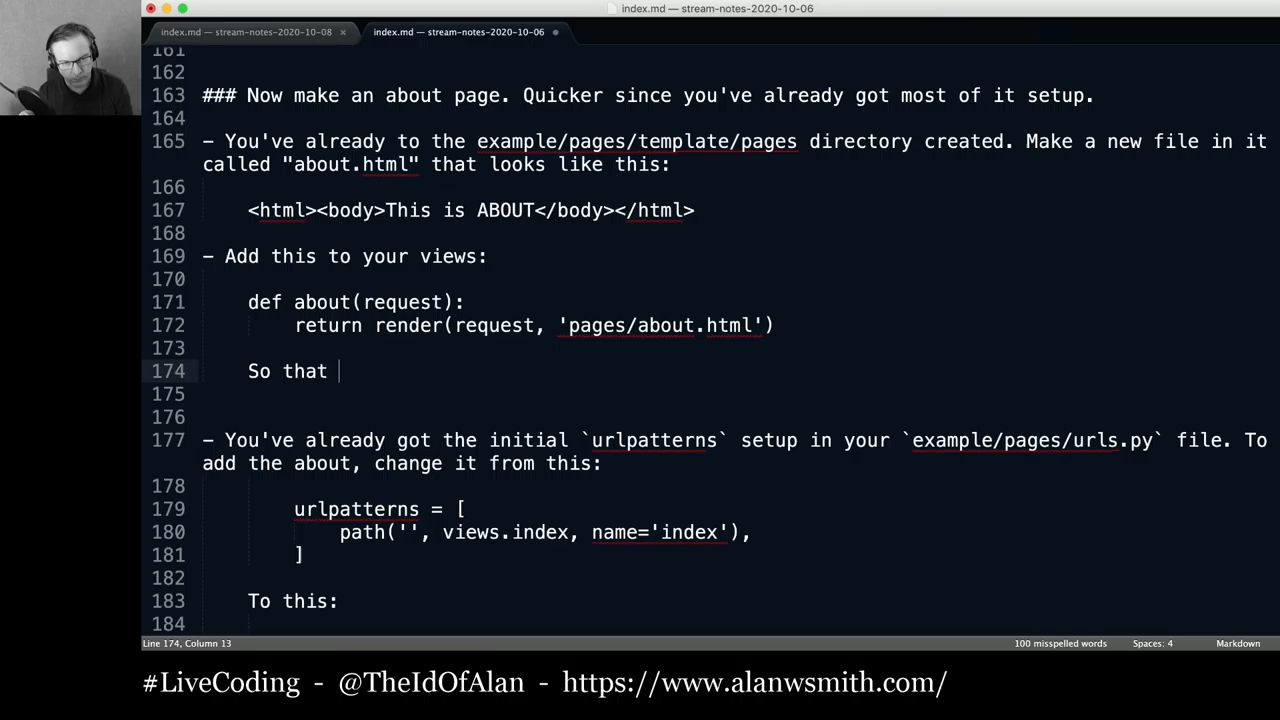 index.md — stream-notes-2020-10-06
index.md — stream-notes-2020-10-08 ×
index.md — stream-notes-2020-10-06
161
162
163 ### Now make an about page. Quicker since you've already got most of it setup.
164
165 - You've already to the example/pages/template/pages directory created. Make a new file in it
called "about.html" that looks like this:
166
167 <html><body>This is ABOUT</body></html>
168
169 - Add this to your views:
170
171 def about(request):
172 return render(request, 'pages/about.html')
173
174 So that
175
176
177 - You've already got the initial `urlpatterns` setup in your `example/pages/urls.py` file. To
add the about, change it from this:
178
179 urlpatterns = [
180 path('', views.index, name='index'),
181 ]
182
183 To this:
184
Line 174, Column 13 100 misspelled words Spaces: 4 Markdown
#LiveCoding - @TheIdOfAlan - https://www.alanwsmith.com/